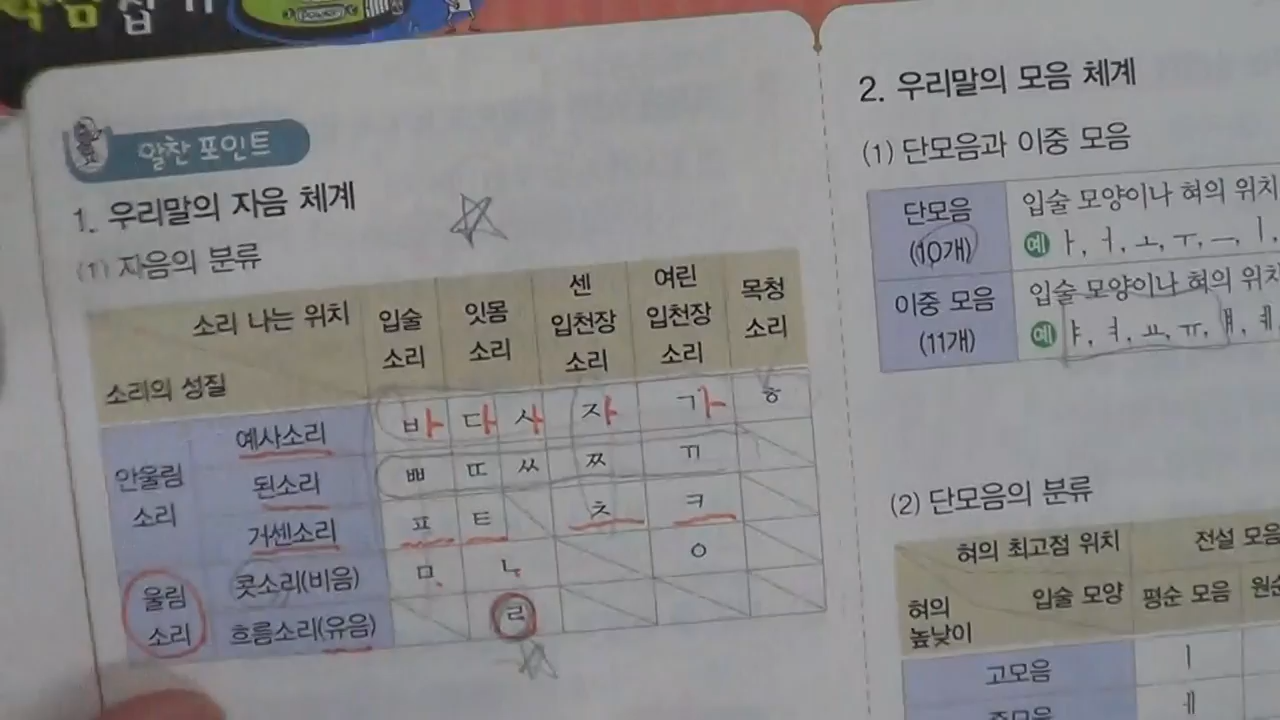 POWER
알찬 포인트
1. 우리말의 자음 체계
(1) 자음의 분류
소리 나는 위치
소리의 성질
입술 소리
잇몸 소리
센 입천장 소리
여린 입천장 소리
목청 소리
안울림 소리
예사소리 ㅂㅏ ㄷㅏ ㅅㅏ ㅈㅏ ㄱㅏ ㅎ
된소리 ㅃ ㄸ ㅆ ㅉ ㄲ
거센소리 ㅍ ㅌ ㅊ ㅋ
울림 소리
콧소리(비음) ㅁ ㄴ ㅇ
흐름소리(유음) ㄹ
2. 우리말의 모음 체계
(1) 단모음과 이중 모음
단모음 (10개)
입술 모양이나 혀의 위치
예 ㅏ, ㅓ, ㅗ, ㅜ, ㅡ, ㅣ,
이중 모음 (11개)
입술 모양이나 혀의 위치
예 ㅑ, ㅕ, ㅛ, ㅠ, ㅒ, ㅖ
(2) 단모음의 분류
혀의 최고점 위치
전설 모음
혀의 높낮이
입술 모양
평순 모음
고모음 ㅣ
중모음 ㅔ